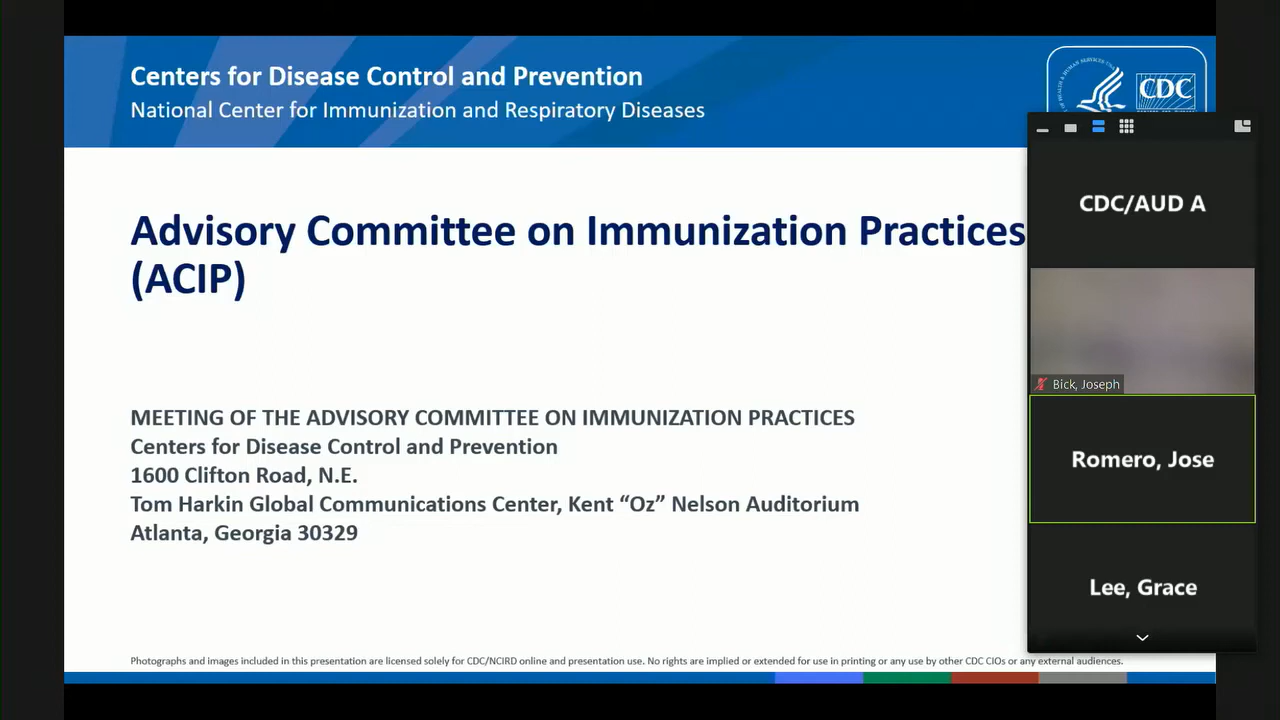 Centers for Disease Control and Prevention
National Center for Immunization and Respiratory Diseases
CDC
Advisory Committee on Immunization Practices
(ACIP)
MEETING OF THE ADVISORY COMMITTEE ON IMMUNIZATION PRACTICES
Centers for Disease Control and Prevention
1600 Clifton Road, N.E.
Tom Harkin Global Communications Center, Kent “Oz” Nelson Auditorium
Atlanta, Georgia 30329
Photographs and images included in this presentation are licensed solely for CDC/NCIRD online and presentation use. No rights are implied or extended for use in printing or any use by other CDC CIOs or any external audiences.
CDC/AUD A
Bick, Joseph
Romero, Jose
Lee, Grace